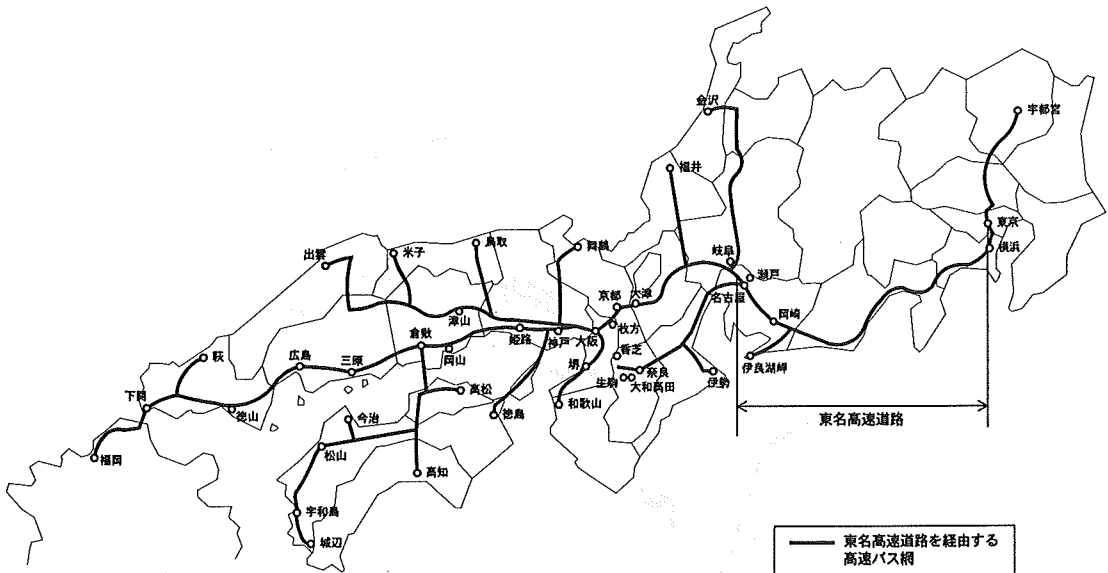 金沢
宇都宮
福井
東京
横浜
鳥取
舞鶴
米子
出雲
岐阜
瀬戸
京都
大津
名古屋
津山
岡崎
倉敷
枚方
姫路
神戸
大阪
岡山
香芝
萩
広島
三原
堺
奈良
伊良湖岬
生駒
大和高田
伊勢
下関
高松
徳山
今治
徳島
和歌山
東名高速道路
松山
福岡
高知
宇和島
城辺
東名高速道路を経由する
高速バス網